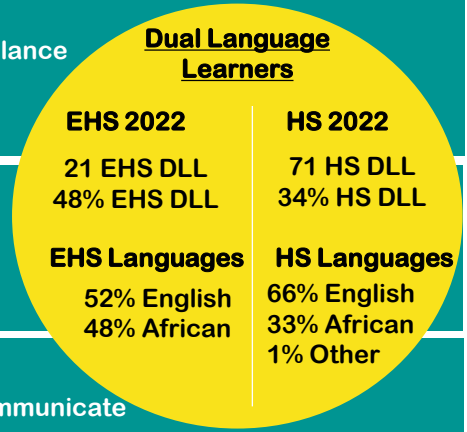 lance
Dual Language
Learners
EHS 2022
21 EHS DLL
48% EHS DLL
EHS Languages
52% English
48% African
HS 2022
71 HS DLL
34% HS DLL
HS Languages
66% English
33% African
1% Other
mmunicate